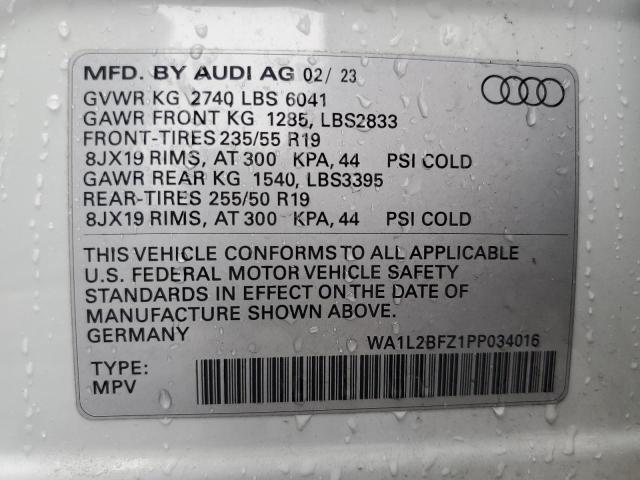 MFD. BY AUDI AG 02/ 23
GVWR KG 2740 LBS 6041
GAWR FRONT KG 1285, LBS2833
FRONT-TIRES 235/55 R19
8JX19 RIMS, AT 300 KPA, 44 PSI COLD
GAWR REAR KG 1540, LBS3395
REAR-TIRES 255/50 R19
8JX19 RIMS, AT 300 KPA, 44 PSI COLD
THIS VEHICLE CONFORMS TO ALL APPLICABLE
U.S. FEDERAL MOTOR VEHICLE SAFETY
STANDARDS IN EFFECT ON THE DATE OF
MANUFACTURE SHOWN ABOVE.
GERMANY WA1L2BFZ1PP034016
TYPE:
MPV